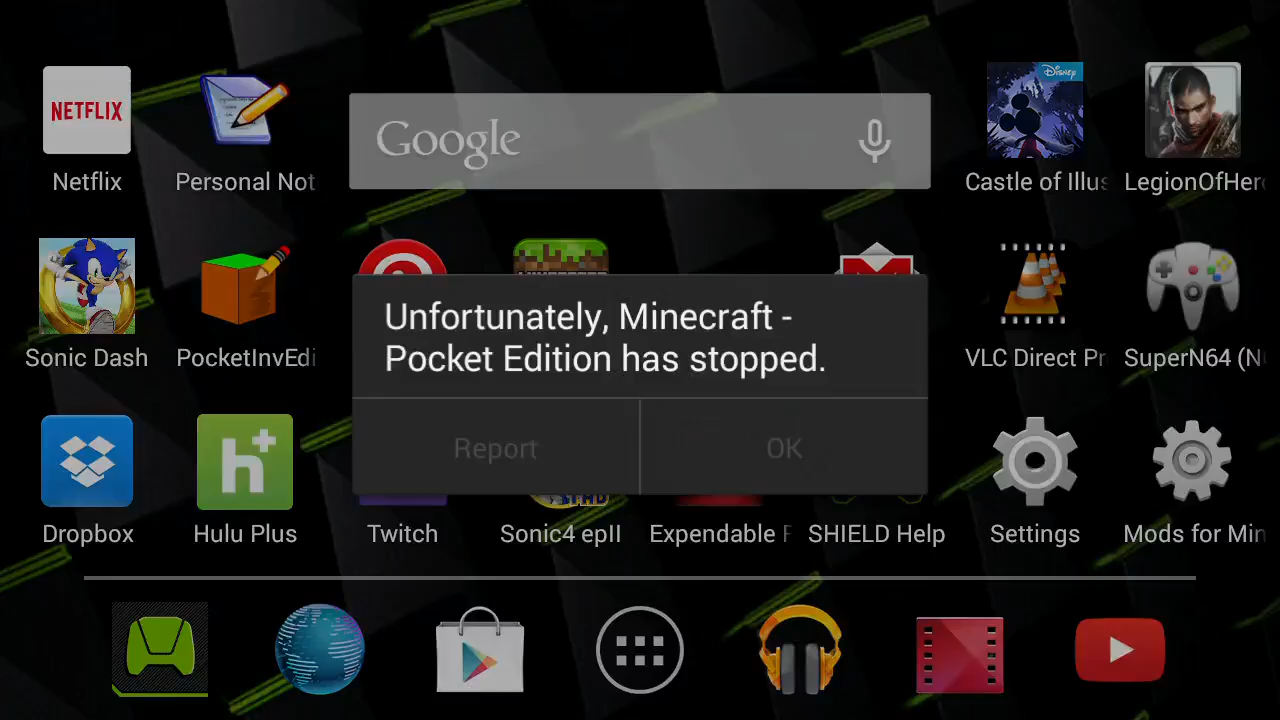 NETFLIX
Google
Disney
Netflix
Personal Not
Castle of Illus
LegionOfHer
Unfortunately, Minecraft -
Pocket Edition has stopped.
Sonic Dash
PocketInvEdi
VLC Direct Pr
SuperN64 (N
Report
OK
h+
Dropbox
Hulu Plus
Twitch
Sonic4 epII
Expendable
SHIELD Help
Settings
Mods for Min